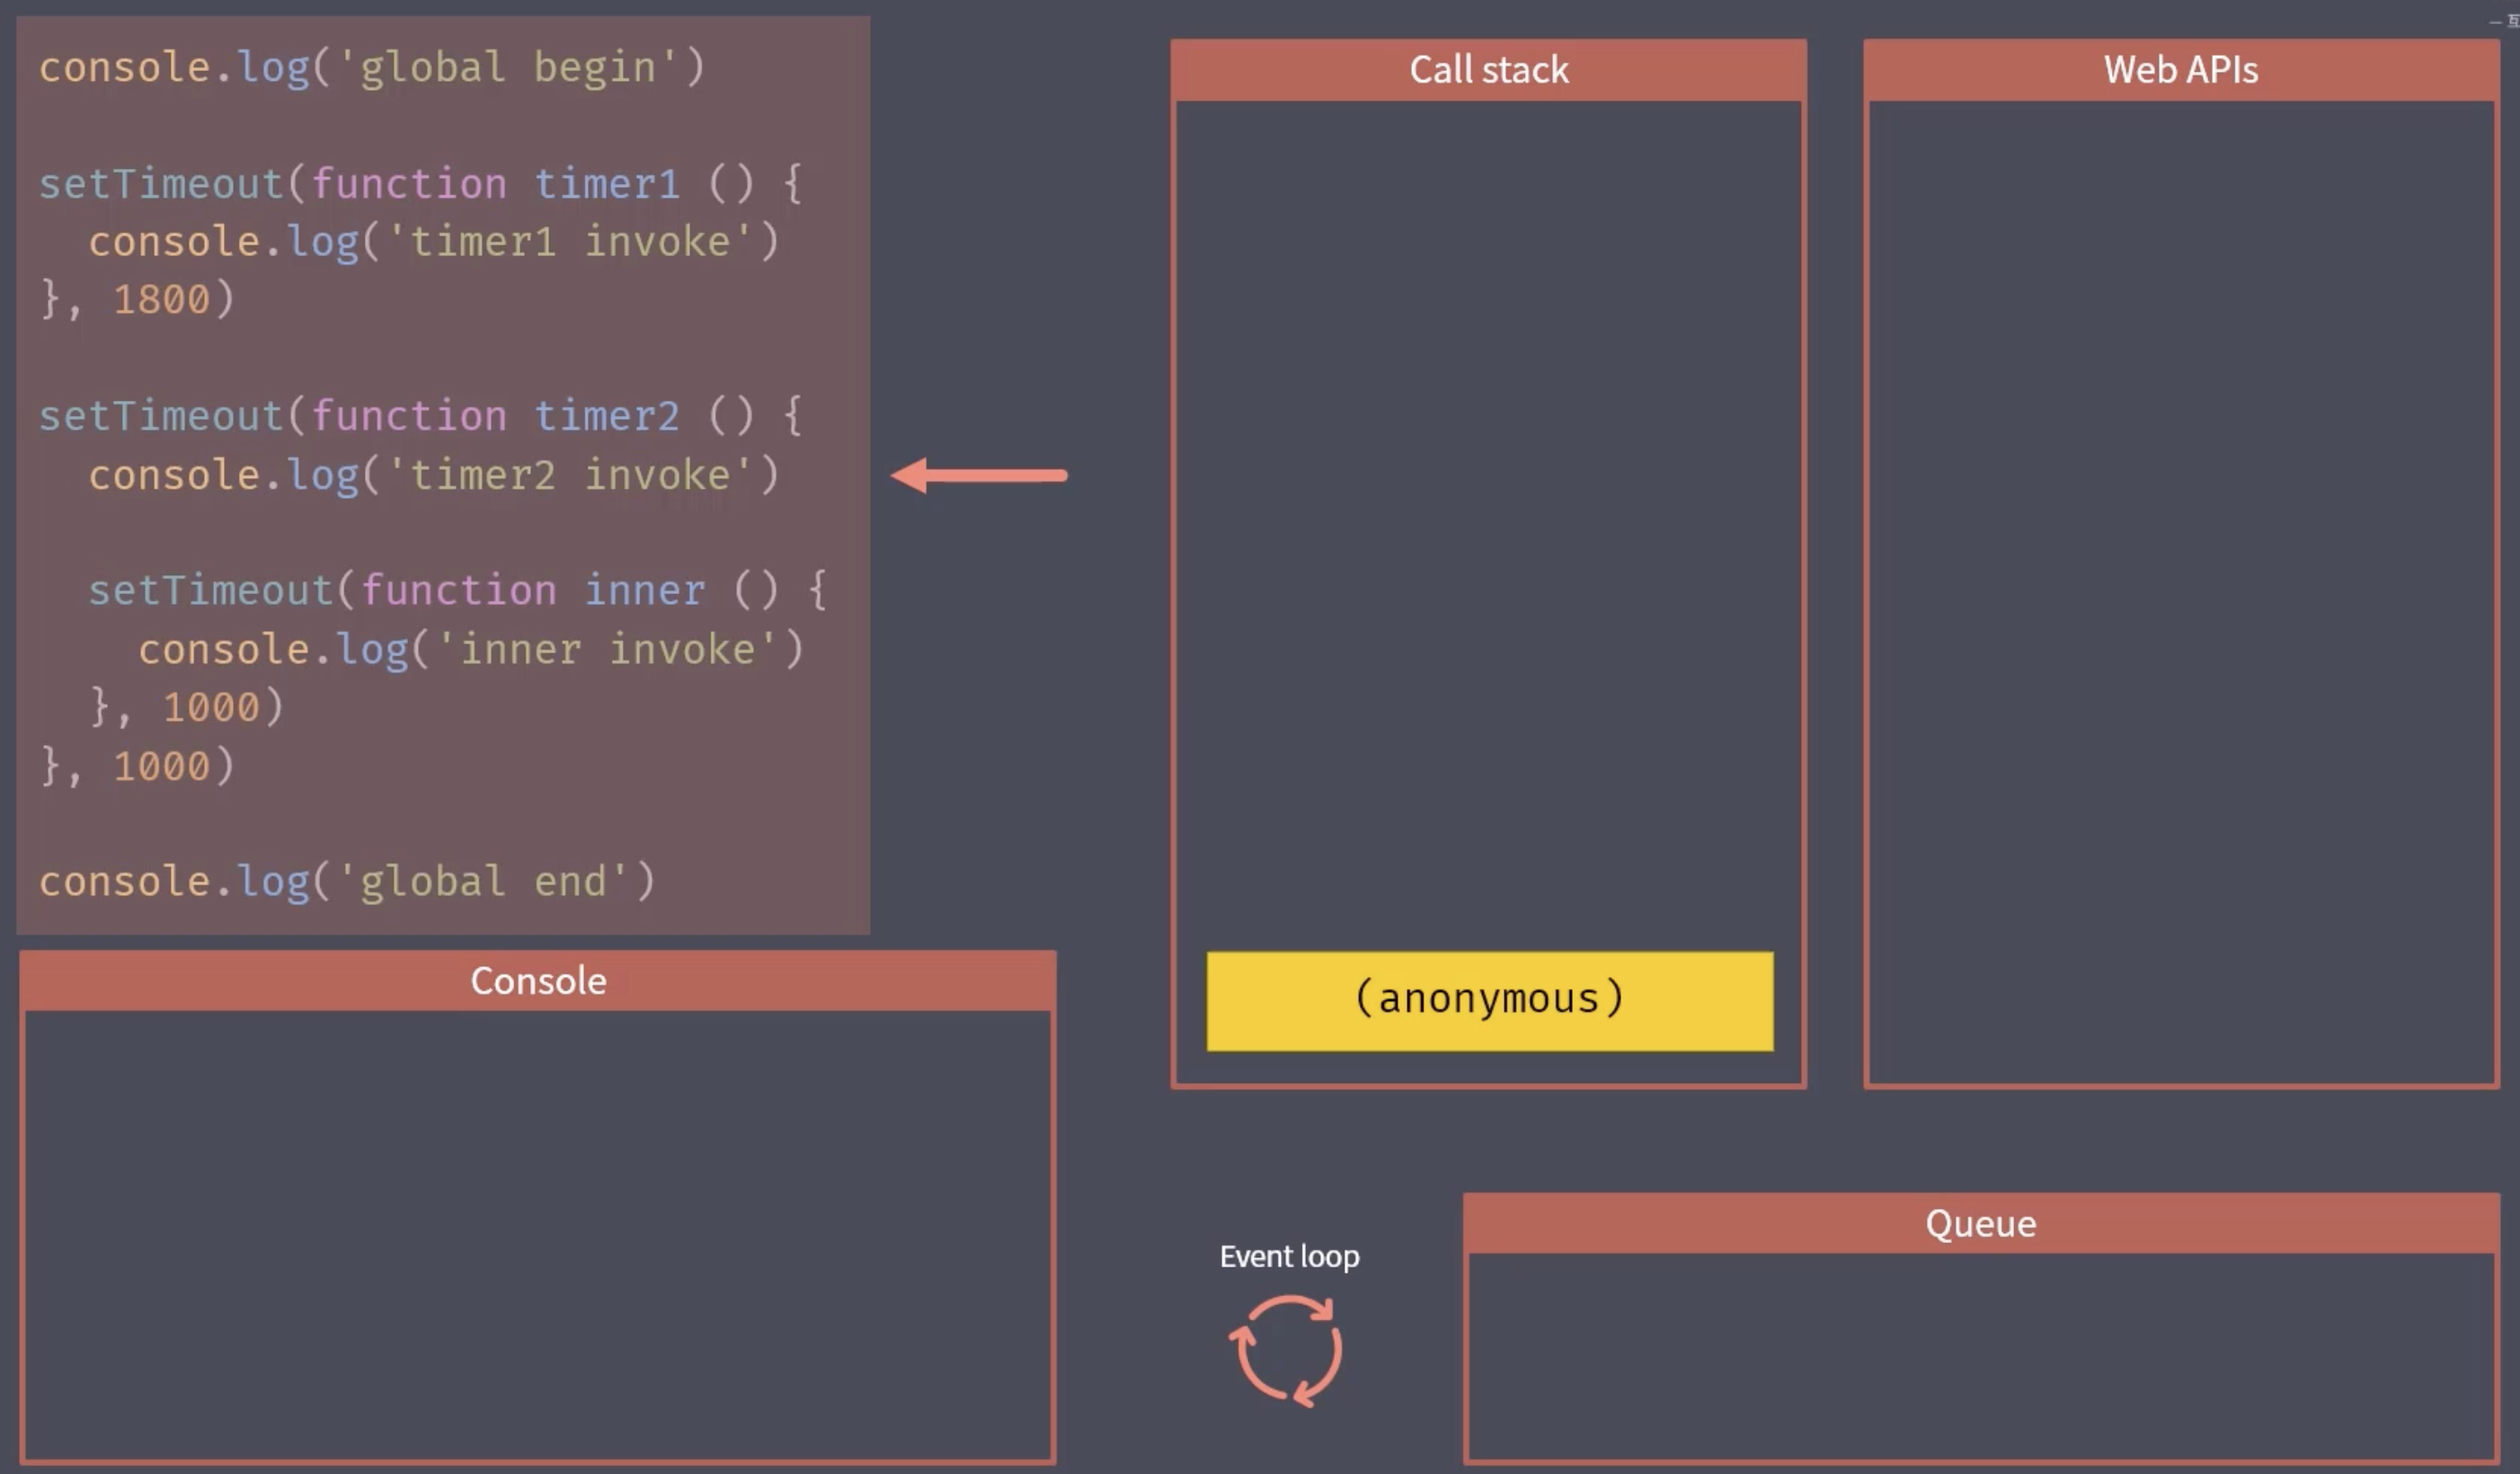 console.log('global begin')
setTimeout(function timer1 () {
  console.log('timer1 invoke')
}, 1800)
setTimeout(function timer2 () {
  console.log('timer2 invoke')
  setTimeout(function inner () {
    console.log('inner invoke')
  }, 1000)
}, 1000)
console.log('global end')
Console
Call stack
(anonymous)
Web APIs
Event loop
Queue